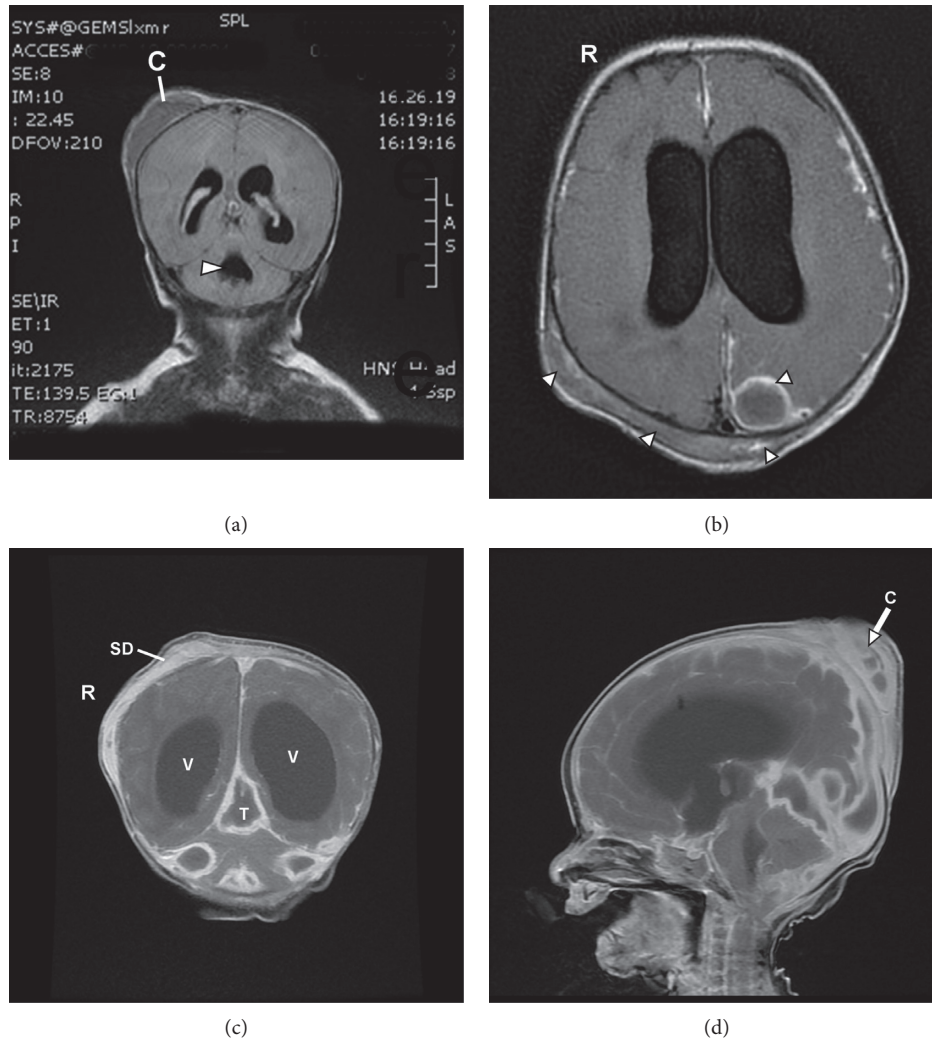 SYS#@GEMSlxmr
SPL
ACCES#
SE:8
IM:10
: 22.45
DFOV:210
C
16.26.19
16:19:16
16:19:16
R
P
I
L
A
S
SE\IR
ET:1
90
it:2175
TE:139.5 EC:1
TR:8754
(a)
R
(b)
SD
R
V
V
T
(c)
C
(d)